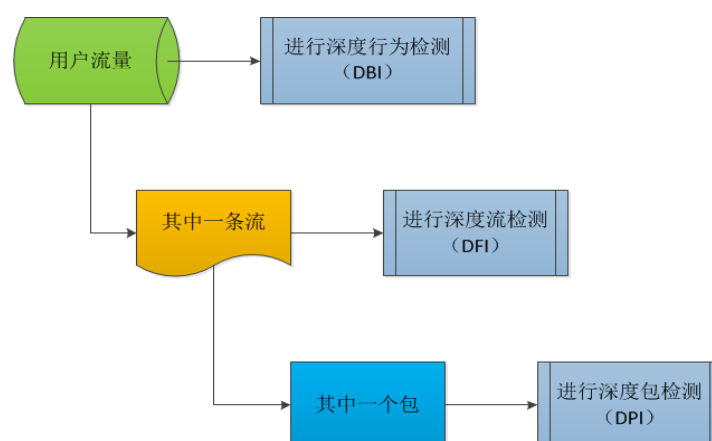 用户流量
进行深度行为检测
（DBI）
其中一条流
进行深度流检测
（DFI）
其中一个包
进行深度包检测
（DPI）